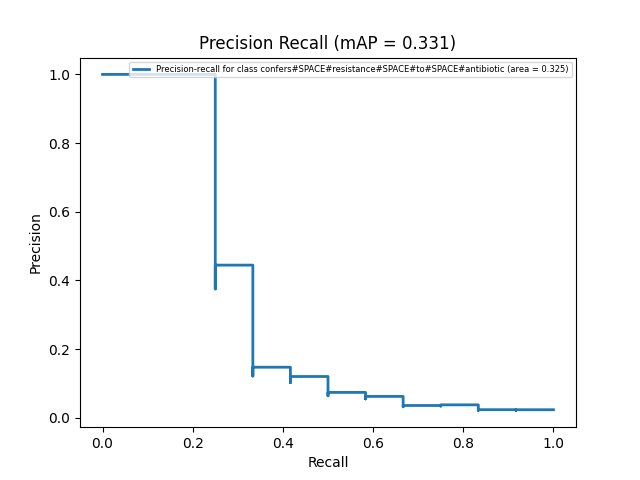 Precision Recall (mAP = 0.331)
Precision-recall for class confers#SPACE#resistance#SPACE#to#SPACE#antibiotic (area = 0.325)
1.0
0.8
0.6
0.4
0.2
0.0
Precision
0.0 0.2 0.4 0.6 0.8 1.0
Recall